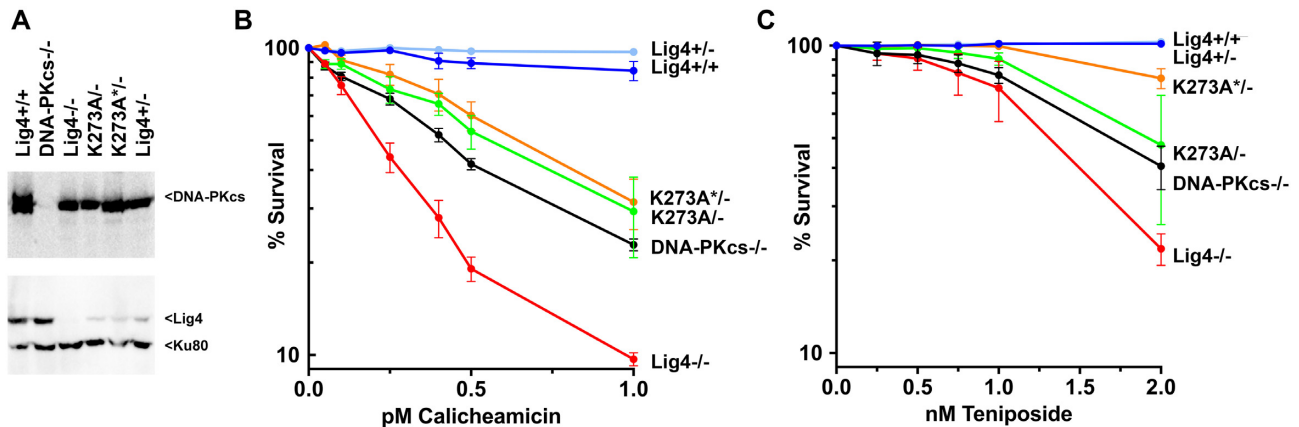 A
Lig4+/+
DNA-PKcs-/-
Lig4-/-
K273A/-
K273A*/-
Lig4+/-
<DNA-PKcs
<Lig4
<Ku80
B
% Survival
100
10
0.0 0.5 1.0
pM Calicheamicin
Lig4+/-
Lig4+/+
K273A*/-
K273A/-
DNA-PKcs-/-
Lig4-/-
C
% Survival
100
10
0.0 0.5 1.0 1.5 2.0
nM Teniposide
Lig4+/+
Lig4+/-
K273A*/-
K273A/-
DNA-PKcs-/-
Lig4-/-